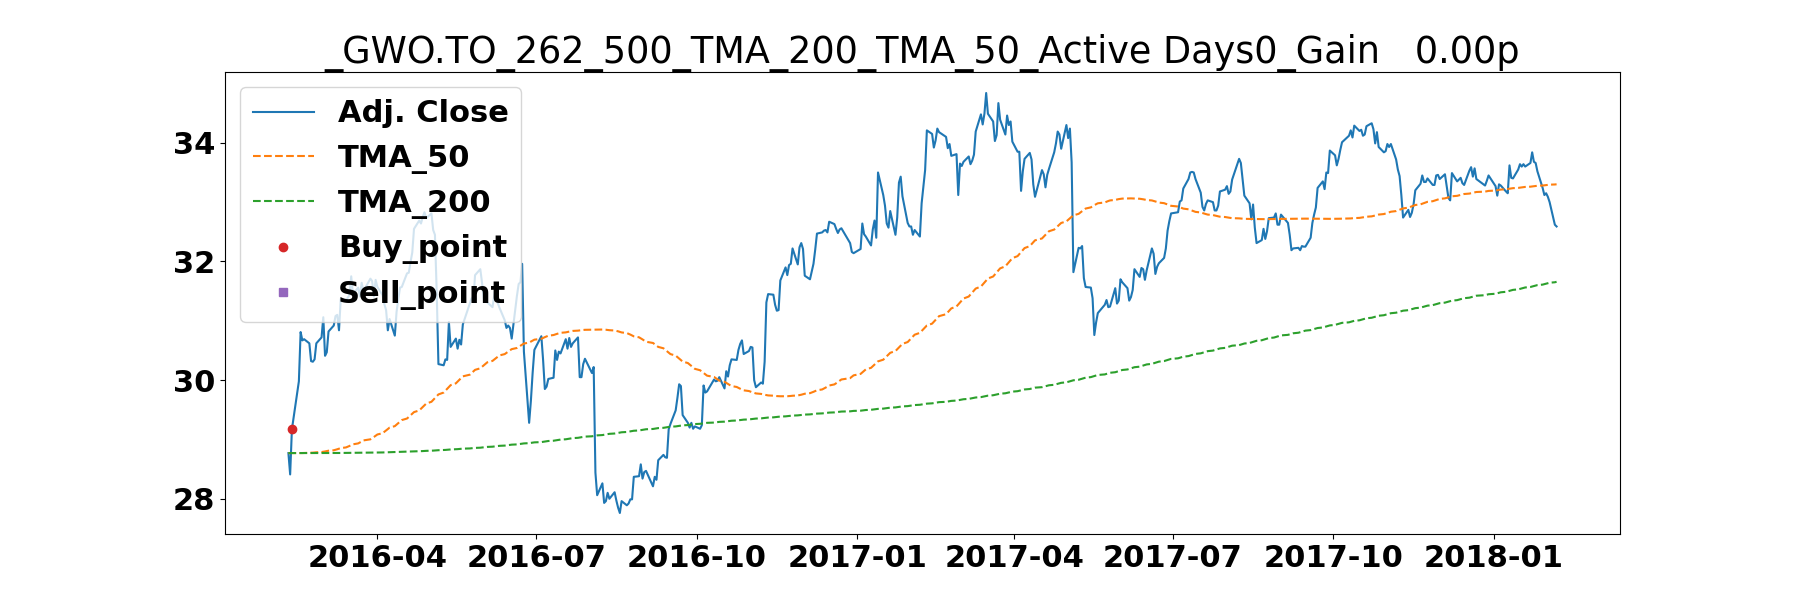 _GWO.TO_262_500_TMA_200_TMA_50_Active Days0_Gain   0.00p
Adj. Close
TMA_50
TMA_200
Buy_point
Sell_point
34
32
30
28
2016-04 2016-07 2016-10 2017-01 2017-04 2017-07 2017-10 2018-01